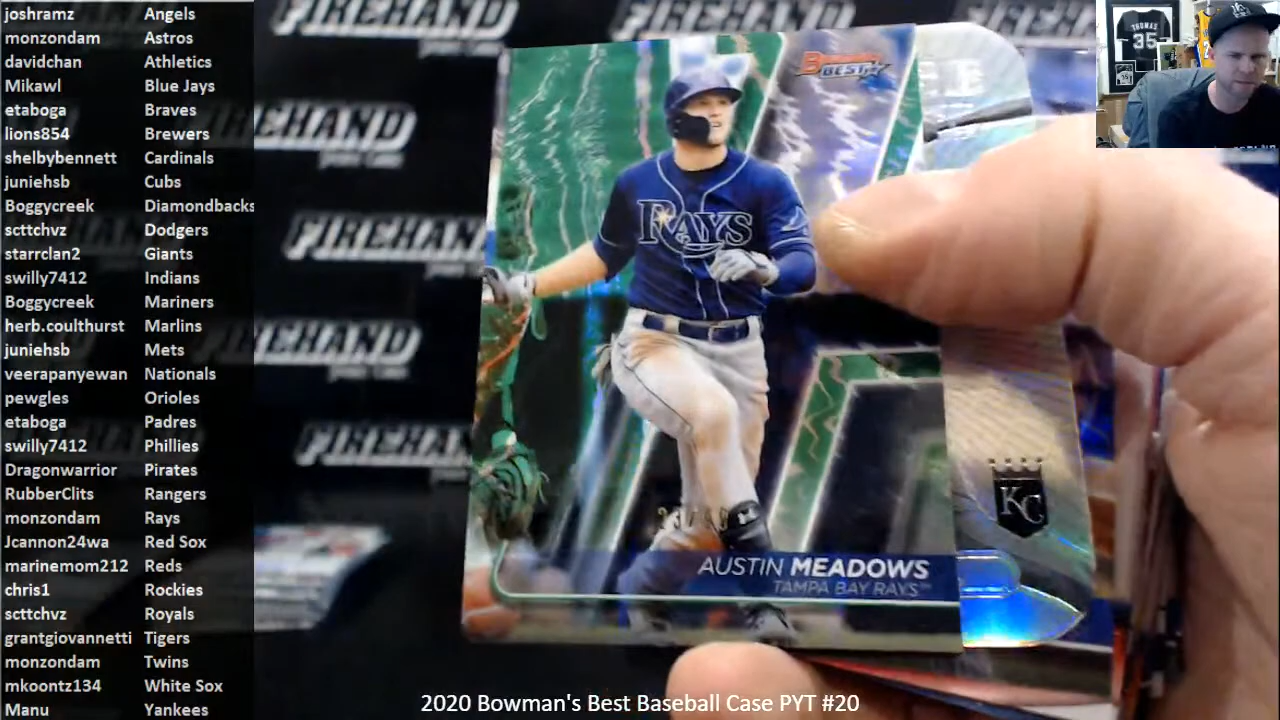 joshramz Angels
monzondam Astros
davidchan Athletics
Mikawl Blue Jays
etaboga Braves
lions854 Brewers
shelbybennett Cardinals
juniehsb Cubs
Boggycreek Diamondbacks
scttchvz Dodgers
starrclan2 Giants
swilly7412 Indians
Boggycreek Mariners
herb.coulthurst Marlins
juniehsb Mets
veerapanyewan Nationals
pewgles Orioles
etaboga Padres
swilly7412 Phillies
Dragonwarrior Pirates
RubberClits Rangers
monzondam Rays
Jcannon24wa Red Sox
marinemom212 Reds
chris1 Rockies
scttchvz Royals
grantgiovannetti Tigers
monzondam Twins
mkoontz134 White Sox
Manu Yankees
FIREHAND
FIREHAND
FIREHAND
FIREHAND
FIREHAND
BEST
RAYS
AUSTIN MEADOWS
TAMPA BAY RAYS™
KC
THOMAS
35
2020 Bowman's Best Baseball Case PYT #20